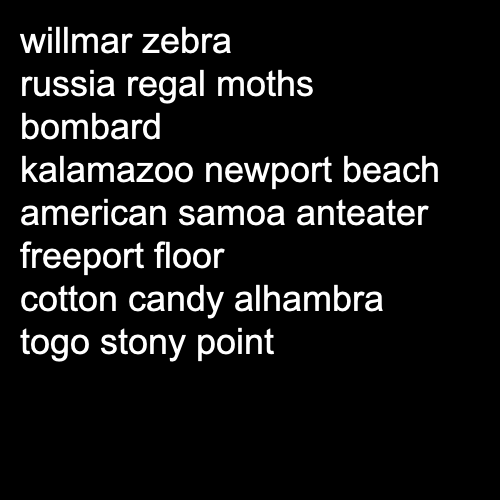 willmar zebra
russia regal moths
bombard
kalamazoo newport beach
american samoa anteater
freeport floor
cotton candy alhambra
togo stony point